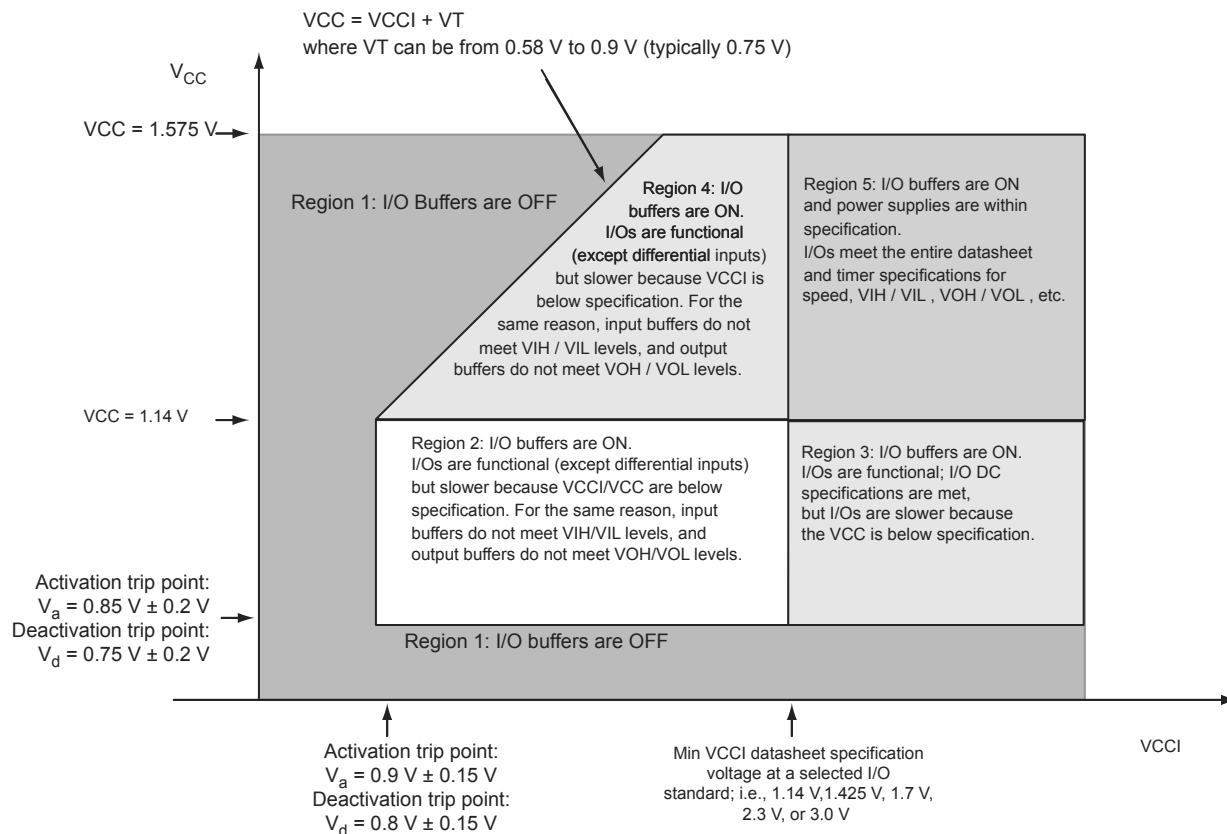 VCC = VCCI + VT
where VT can be from 0.58 V to 0.9 V (typically 0.75 V)
VCC
VCC = 1.575 V
Region 1: I/O Buffers are OFF
Region 4: I/O
buffers are ON.
I/Os are functional
(except differential inputs)
but slower because VCCI is
below specification. For the
same reason, input buffers do not
meet VIH / VIL levels, and output
buffers do not meet VOH / VOL levels.
Region 5: I/O buffers are ON
and power supplies are within
specification.
I/Os meet the entire datasheet
and timer specifications for
speed, VIH / VIL , VOH / VOL , etc.
VCC = 1.14 V
Region 2: I/O buffers are ON.
I/Os are functional (except differential inputs)
but slower because VCCI/VCC are below
specification. For the same reason, input
buffers do not meet VIH/VIL levels, and
output buffers do not meet VOH/VOL levels.
Region 3: I/O buffers are ON.
I/Os are functional; I/O DC
specifications are met,
but I/Os are slower because
the VCC is below specification.
Activation trip point:
Va = 0.85 V ± 0.2 V
Deactivation trip point:
Vd = 0.75 V ± 0.2 V
Region 1: I/O buffers are OFF
Activation trip point:
Va = 0.9 V ± 0.15 V
Deactivation trip point:
Vd = 0.8 V ± 0.15 V
Min VCCI datasheet specification
voltage at a selected I/O
standard; i.e., 1.14 V,1.425 V, 1.7 V,
2.3 V, or 3.0 V
VCCI